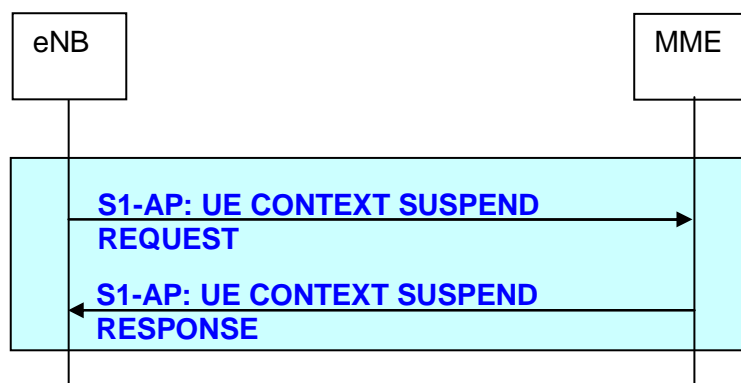 eNB
MME
S1-AP: UE CONTEXT SUSPEND
REQUEST
S1-AP: UE CONTEXT SUSPEND
RESPONSE